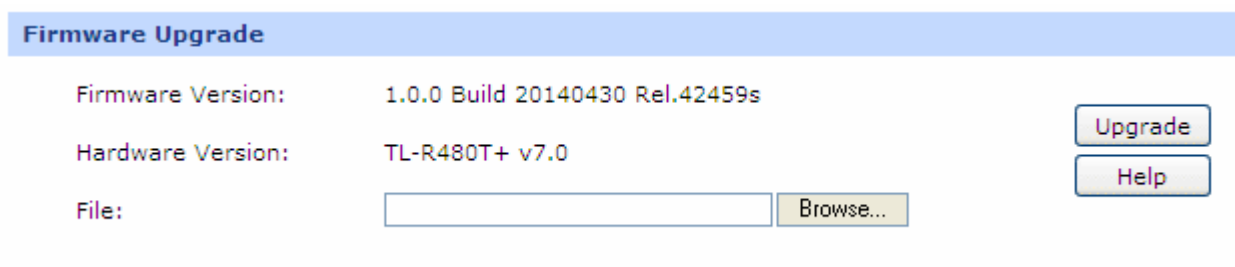 Firmware Upgrade
Firmware Version: 1.0.0 Build 20140430 Rel.42459s
Upgrade
Hardware Version: TL-R480T+ v7.0
Help
File: Browse...